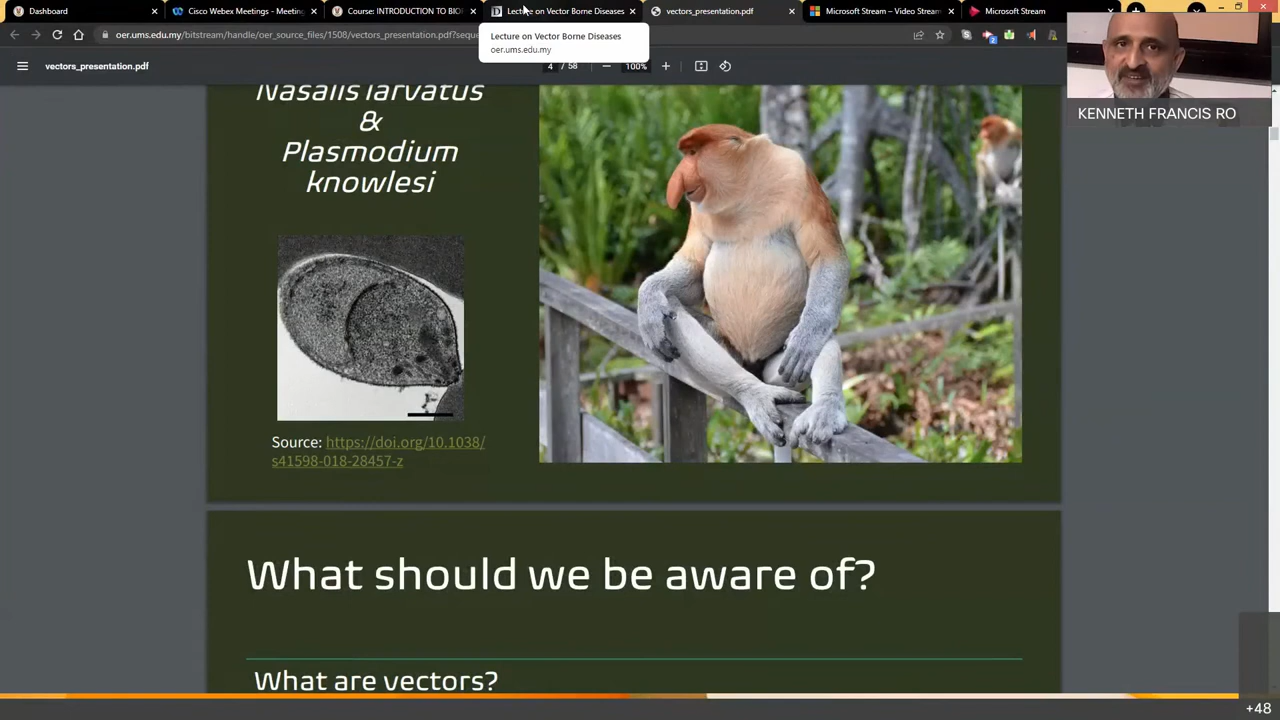 Dashboard
Cisco Webex Meetings - Meeting
Course: INTRODUCTION TO BIO
Lecture on Vector Borne Diseases
vectors_presentation.pdf
Microsoft Stream – Video Stream
Microsoft Stream
oer.ums.edu.my/bitstream/handle/oer_source_files/1508/vectors_presentation.pdf?seque
Lecture on Vector Borne Diseases
oer.ums.edu.my
vectors_presentation.pdf
4 / 58
100%
KENNETH FRANCIS RO
Nasalis larvatus
&
Plasmodium
knowlesi
Source: https://doi.org/10.1038/
s41598-018-28457-z
What should we be aware of?
What are vectors?
+48